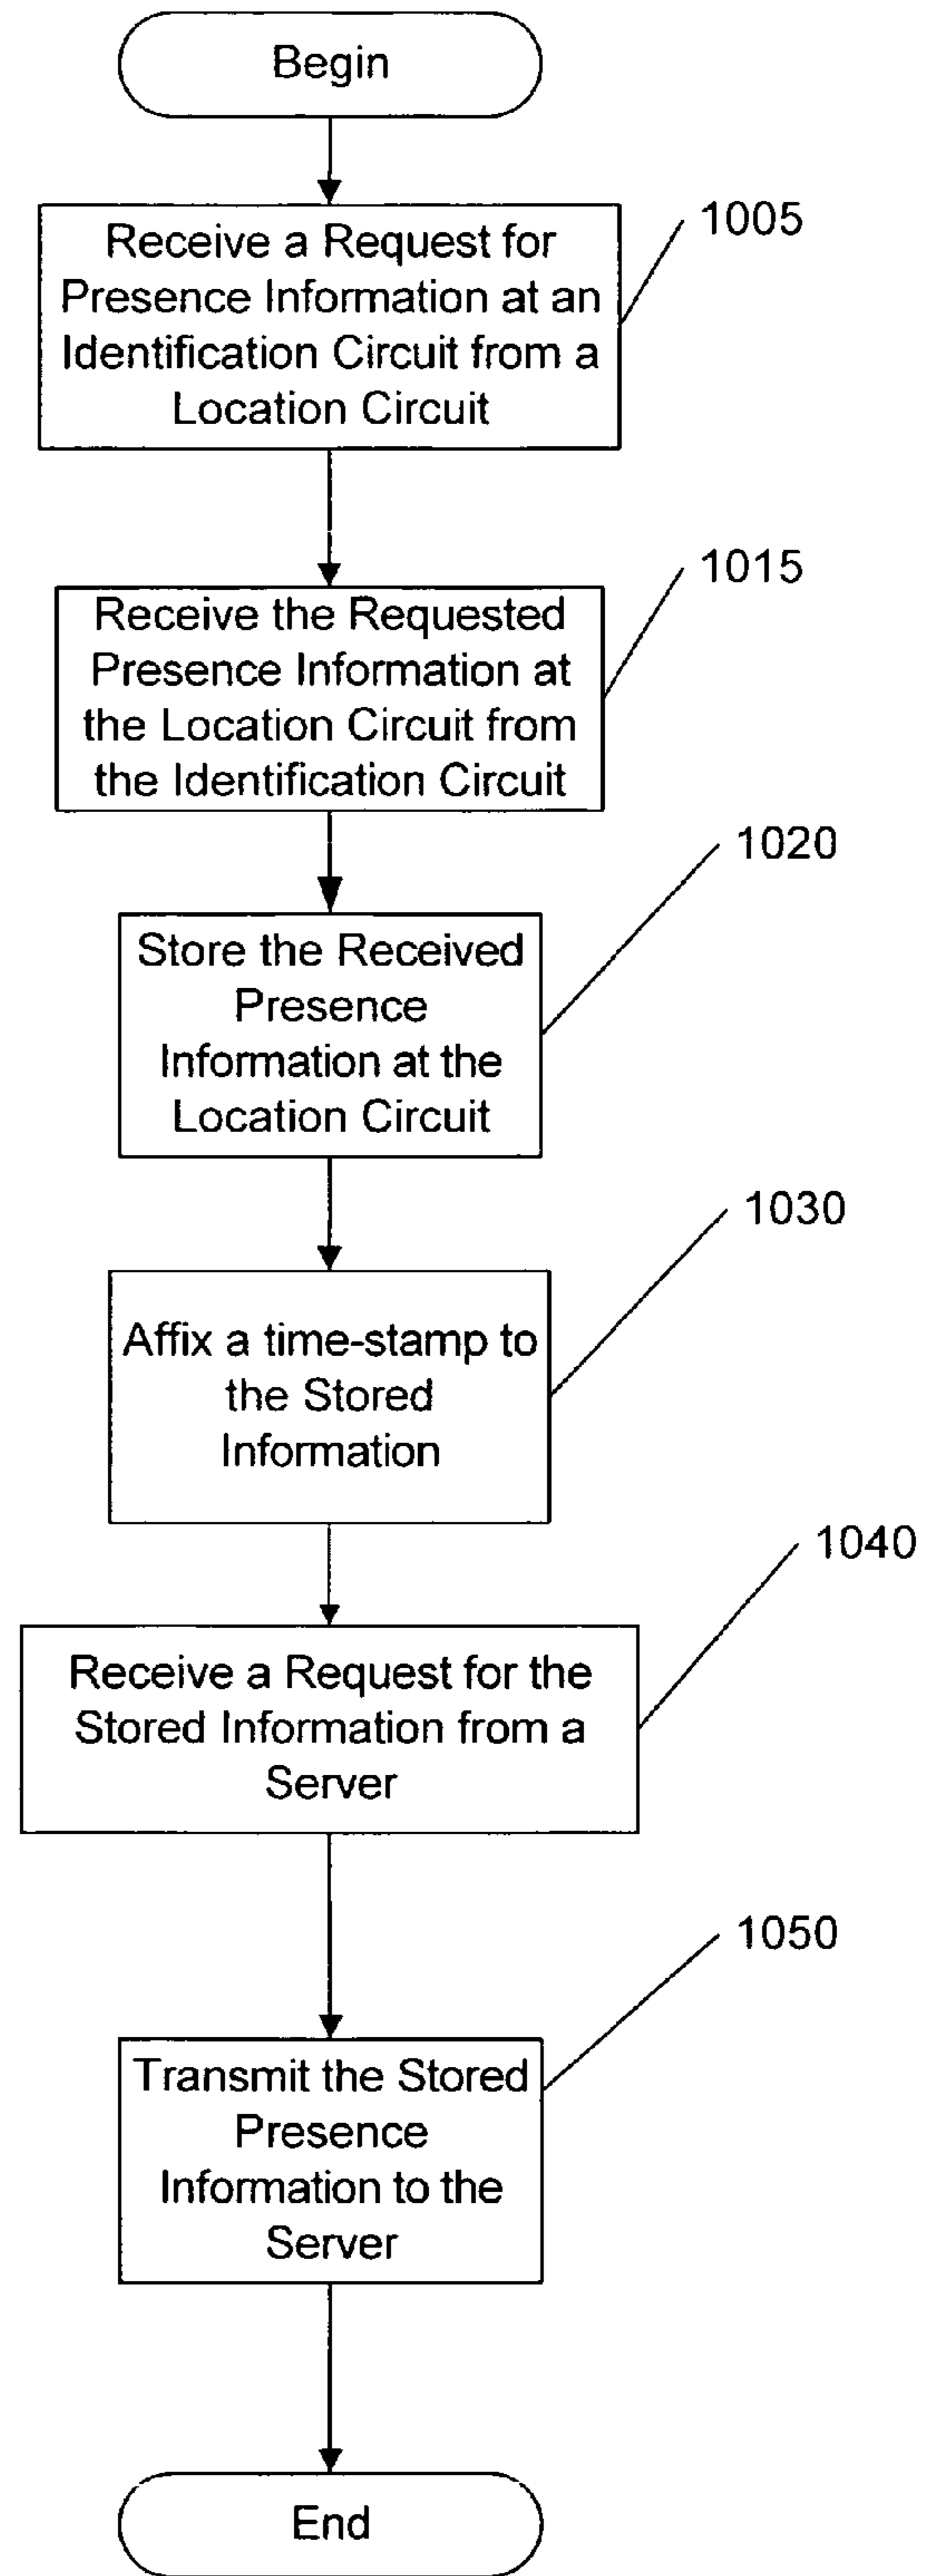 Begin
1005
Receive a Request for
Presence Information at an
Identification Circuit from a
Location Circuit
1015
Receive the Requested
Presence Information at
the Location Circuit from
the Identification Circuit
1020
Store the Received
Presence
Information at the
Location Circuit
1030
Affix a time-stamp to
the Stored
Information
1040
Receive a Request for the
Stored Information from a
Server
1050
Transmit the Stored
Presence
Information to the
Server
End